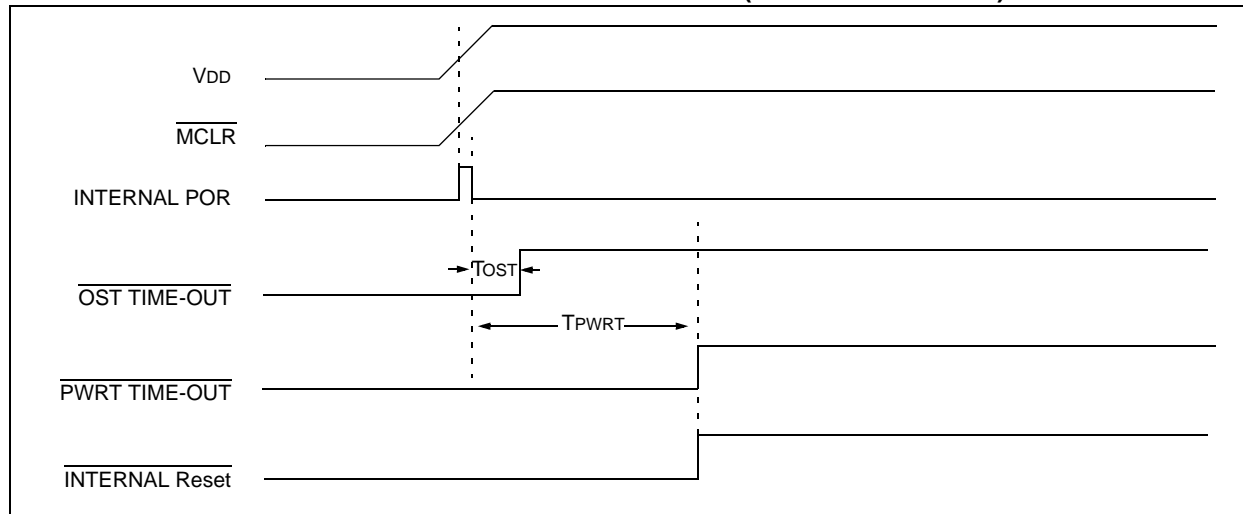 VDD
MCLR
INTERNAL POR
TOST
OST TIME-OUT
TPWRT
PWRT TIME-OUT
INTERNAL Reset